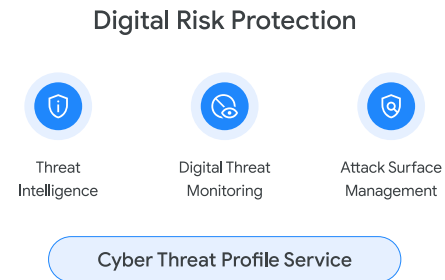 Digital Risk Protection
Threat
Intelligence
Digital Threat
Monitoring
Attack Surface
Management
Cyber Threat Profile Service